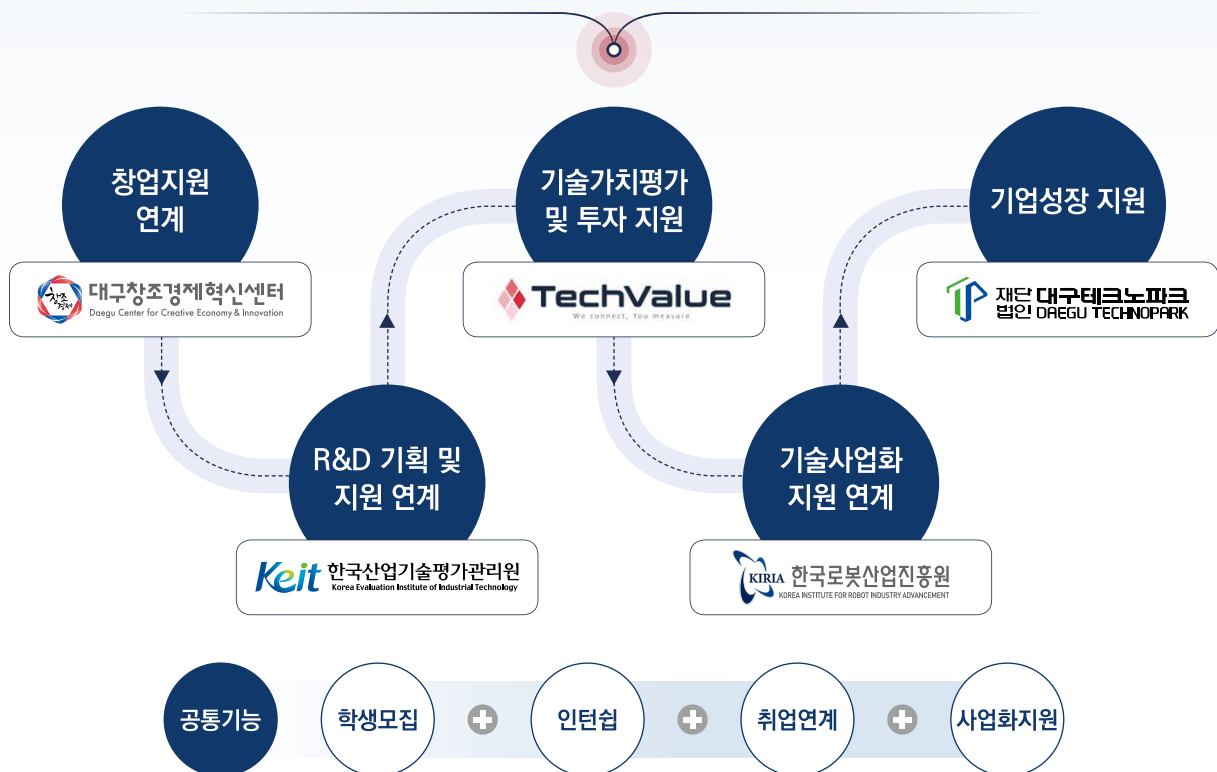 창업지원
연계
창조
경제
대구창조경제혁신센터
Daegu Center for Creative Economy & Innovation
R&D 기획 및
지원 연계
Keit 한국산업기술평가관리원
Korea Evaluation Institute of Industrial Technology
기술가치평가
및 투자 지원
TechValue
We connect, You measure
기술사업화
지원 연계
KIRIA 한국로봇산업진흥원
KOREA INSTITUTE FOR ROBOT INDUSTRY ADVANCEMENT
기업성장 지원
재단 대구테크노파크
법인 DAEGU TECHNOPARK
공통기능
학생모집
인턴쉽
취업연계
사업화지원